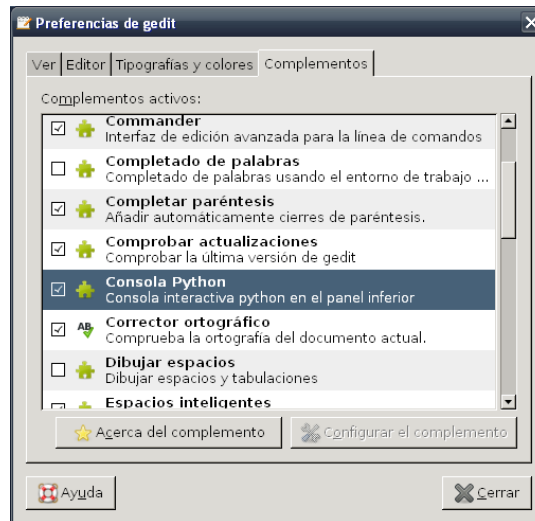 Preferencias de gedit
Ver Editor Tipografías y colores Complementos
Complementos activos:
Commander
Interfaz de edición avanzada para la línea de comandos
Completado de palabras
Completado de palabras usando el entorno de trabajo ...
Completar paréntesis
Añadir automáticamente cierres de paréntesis.
Comprobar actualizaciones
Comprobar la última versión de gedit
Consola Python
Consola interactiva python en el panel inferior
AB Corrector ortográfico
Comprueba la ortografía del documento actual.
Dibujar espacios
Dibujar espacios y tabulaciones
Espacios inteligentes
Acerca del complemento Configurar el complemento
Ayuda Cerrar